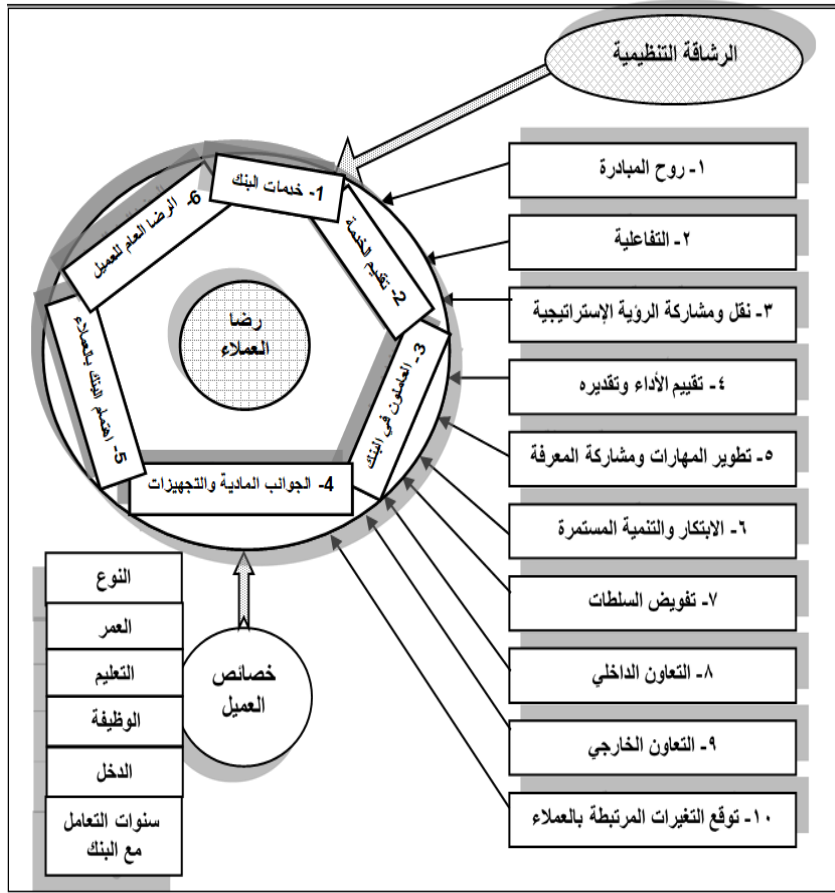 الرشاقة التنظيمية
١- روح المبادرة
٢- التفاعلية
٣- نقل ومشاركة الرؤية الإستراتيجية
٤- تقييم الأداء وتقديره
٥- تطوير المهارات ومشاركة المعرفة
٦- الابتكار والتنمية المستمرة
٧- تفويض السلطات
٨- التعاون الداخلي
٩- التعاون الخارجي
١٠- توقع التغيرات المرتبطة بالعملاء
1- خدمات البنك
2- تقييم الخدمة
3- العاملون في البنك
4- الجوانب المادية والتجهيزات
5- اهتمام البنك بالعملاء
6- الرضا العام للعميل
رضا
العملاء
خصائص
العميل
النوع
العمر
التعليم
الوظيفة
الدخل
سنوات التعامل
مع البنك